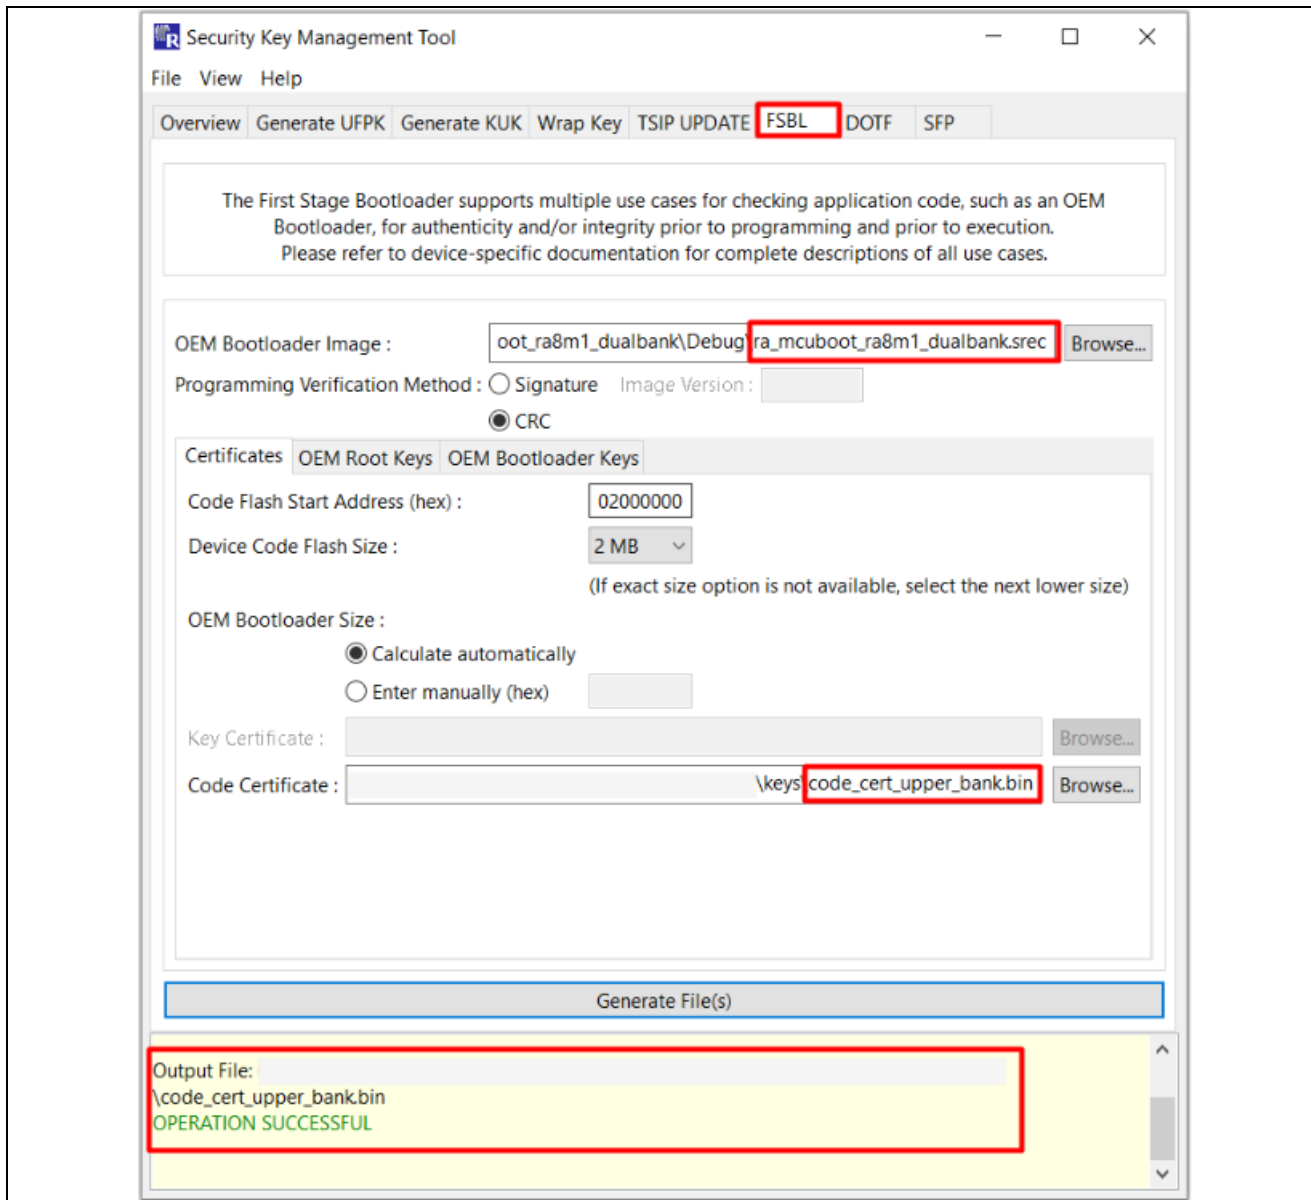 Security Key Management Tool
File View Help
Overview Generate UFPK Generate KUK Wrap Key TSIP UPDATE FSBL DOTF SFP
The First Stage Bootloader supports multiple use cases for checking application code, such as an OEM
Bootloader, for authenticity and/or integrity prior to programming and prior to execution.
Please refer to device-specific documentation for complete descriptions of all use cases.
OEM Bootloader Image : oot_ra8m1_dualbank\Debug\ra_mcuboot_ra8m1_dualbank.srec Browse...
Programming Verification Method : Signature Image Version :
CRC
Certificates OEM Root Keys OEM Bootloader Keys
Code Flash Start Address (hex) : 02000000
Device Code Flash Size : 2 MB
(If exact size option is not available, select the next lower size)
OEM Bootloader Size :
Calculate automatically
Enter manually (hex)
Key Certificate : Browse...
Code Certificate : \keys\code_cert_upper_bank.bin Browse...
Generate File(s)
Output File:
\code_cert_upper_bank.bin
OPERATION SUCCESSFUL